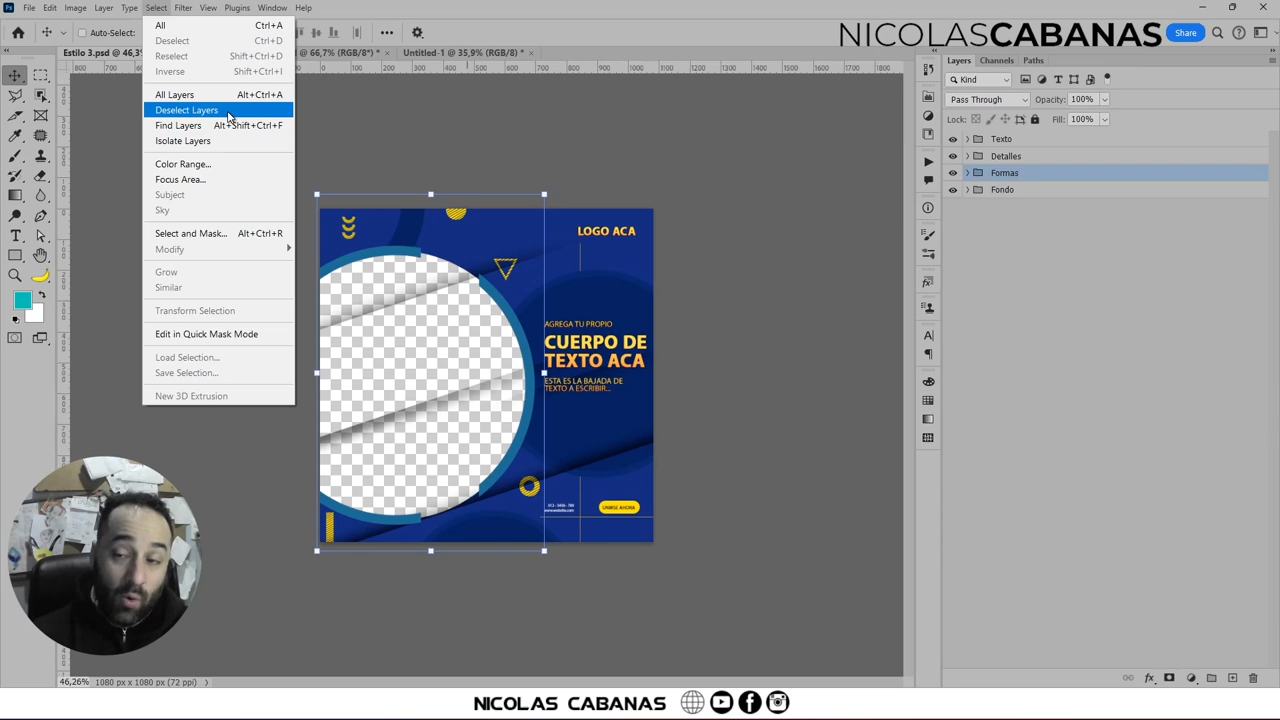 File Edit Image Layer Type Select Filter View Plugins Window Help
NICOLASCABANAS
Share
Auto-Select:
Estilo 3.psd @ 46,3%
@ 66,7% (RGB/8*) * ×
Untitled-1 @ 35,9% (RGB/8) * ×
All Ctrl+A
Deselect Ctrl+D
Reselect Shift+Ctrl+D
Inverse Shift+Ctrl+I
All Layers Alt+Ctrl+A
Deselect Layers
Find Layers Alt+Shift+Ctrl+F
Isolate Layers
Color Range...
Focus Area...
Subject
Sky
Select and Mask... Alt+Ctrl+R
Modify
Grow
Similar
Transform Selection
Edit in Quick Mask Mode
Load Selection...
Save Selection...
New 3D Extrusion
LOGO ACA
AGREGA TU PROPIO
CUERPO DE
TEXTO ACA
ESTA ES LA BAJADA DE
TEXTO A ESCRIBIR...
UNIRSE AHORA
Layers Channels Paths
Kind
Pass Through Opacity: 100%
Lock: Fill: 100%
Texto
Detalles
Formas
Fondo
46,26% 1080 px x 1080 px (72 ppi)
NICOLAS CABANAS